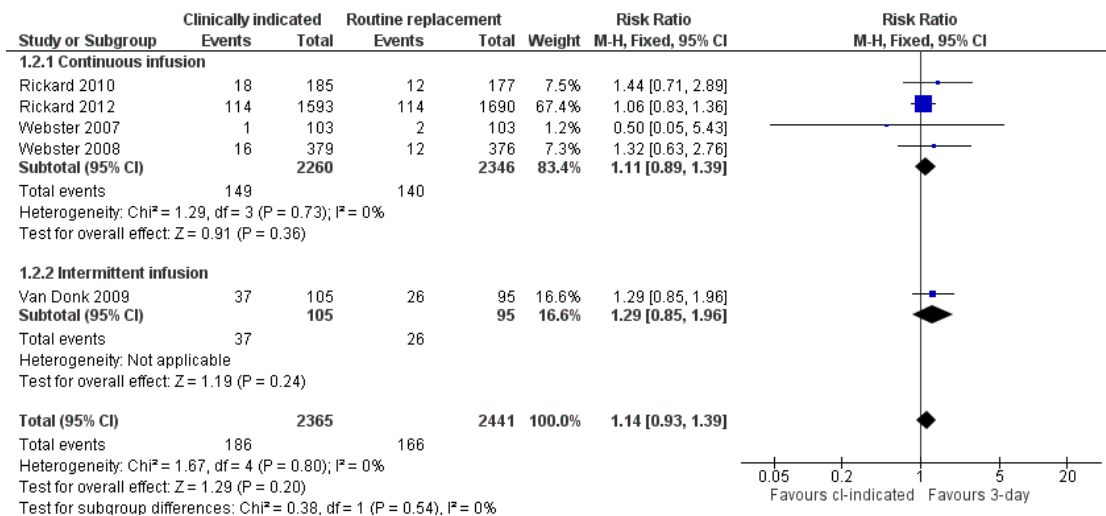 Clinically indicated Routine replacement Risk Ratio Risk Ratio
Study or Subgroup Events Total Events Total Weight M-H, Fixed, 95% CI M-H, Fixed, 95% CI
1.2.1 Continuous infusion
Rickard 2010 18 185 12 177 7.5% 1.44 [0.71, 2.89]
Rickard 2012 114 1593 114 1690 67.4% 1.06 [0.83, 1.36]
Webster 2007 1 103 2 103 1.2% 0.50 [0.05, 5.43]
Webster 2008 16 379 12 376 7.3% 1.32 [0.63, 2.76]
Subtotal (95% CI) 2260 2346 83.4% 1.11 [0.89, 1.39]
Total events 149 140
Heterogeneity: Chi² = 1.29, df = 3 (P = 0.73); I² = 0%
Test for overall effect: Z = 0.91 (P = 0.36)
1.2.2 Intermittent infusion
Van Donk 2009 37 105 26 95 16.6% 1.29 [0.85, 1.96]
Subtotal (95% CI) 105 95 16.6% 1.29 [0.85, 1.96]
Total events 37 26
Heterogeneity: Not applicable
Test for overall effect: Z = 1.19 (P = 0.24)
Total (95% CI) 2365 2441 100.0% 1.14 [0.93, 1.39]
Total events 186 166
Heterogeneity: Chi² = 1.67, df = 4 (P = 0.80); I² = 0%
Test for overall effect: Z = 1.29 (P = 0.20)
Test for subgroup differences: Chi² = 0.38, df = 1 (P = 0.54), I² = 0%
0.05 0.2 1 5 20
Favours cl-indicated Favours 3-day